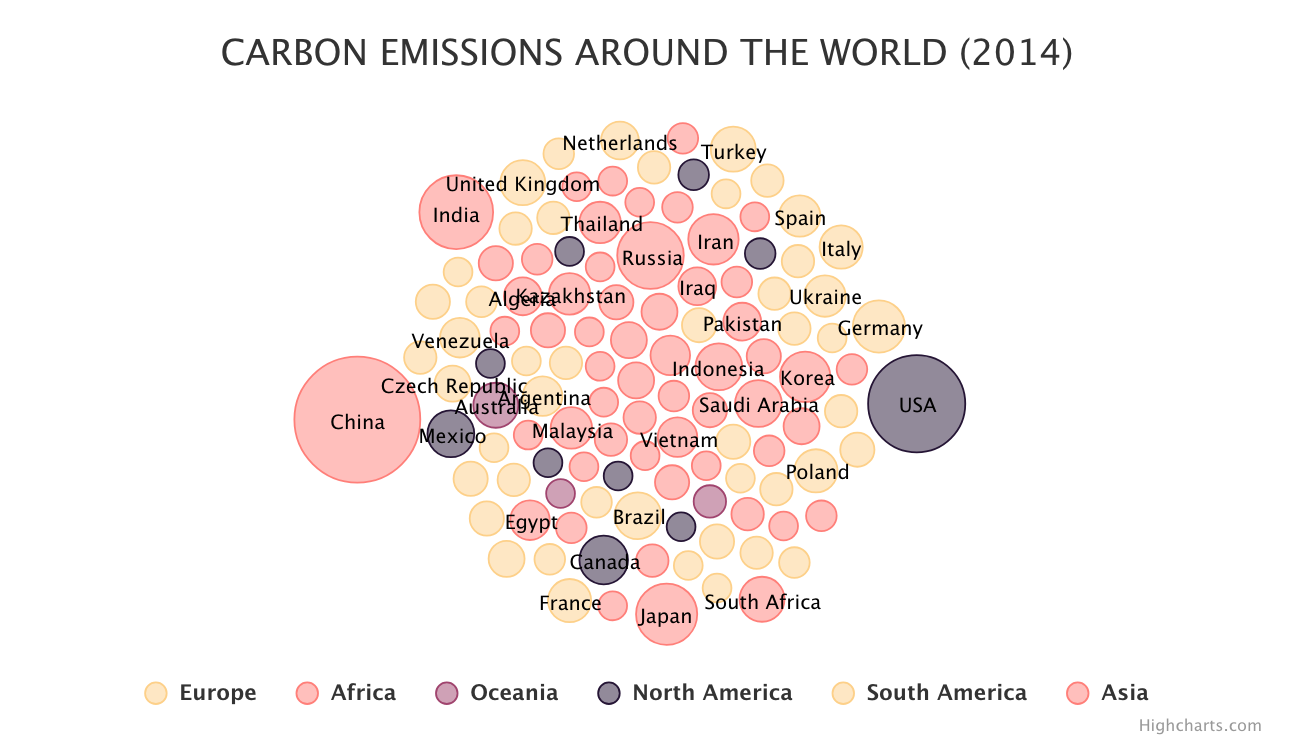 CARBON EMISSIONS AROUND THE WORLD (2014)
Netherlands
Turkey
United Kingdom
India
Thailand
Spain
Russia
Iran
Italy
Algeria
Kazakhstan
Iraq
Ukraine
Venezuela
Pakistan
Germany
Indonesia
Korea
Czech Republic
Argentina
Australia
Saudi Arabia
USA
China
Mexico
Malaysia
Vietnam
Poland
Egypt
Brazil
Canada
France
Japan
South Africa
Europe
Africa
Oceania
North America
South America
Asia
Highcharts.com